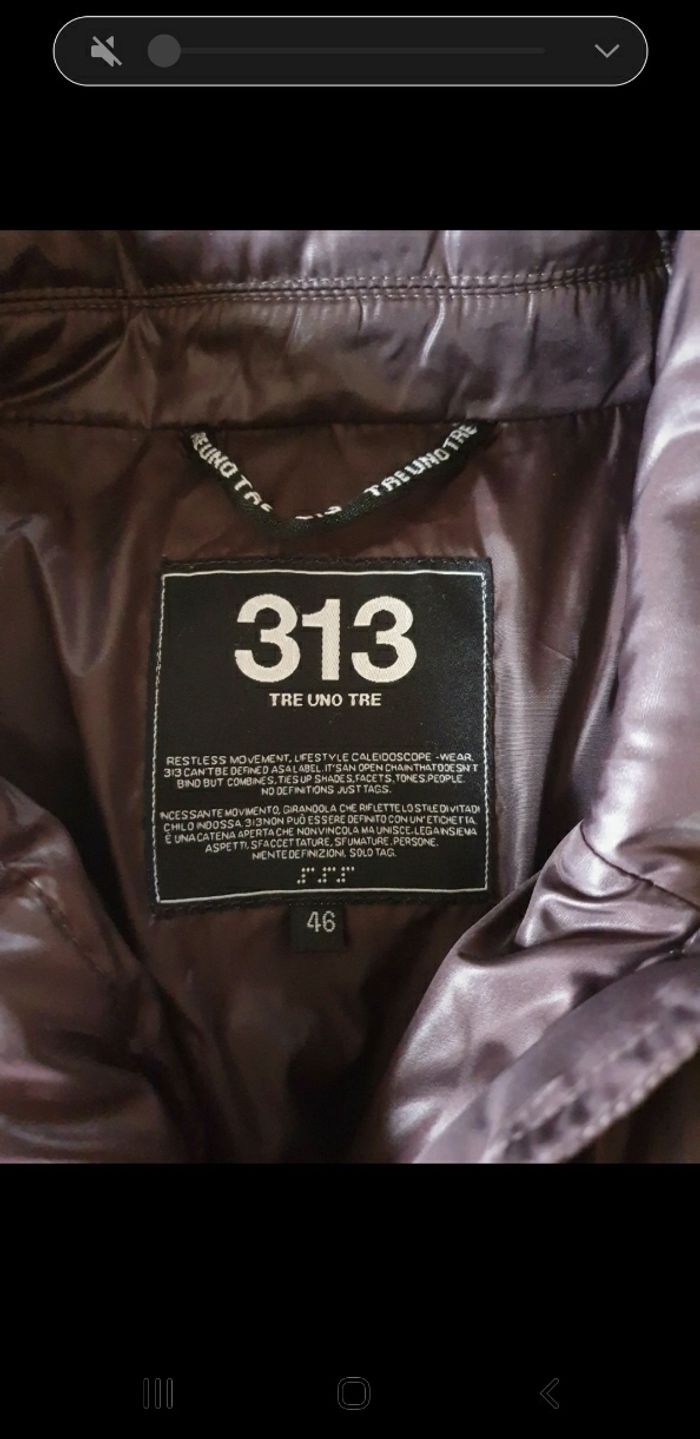 TRE UNO TRE
313
TRE UNO TRE
RESTLESS MOVEMENT, LIFESTYLE CALEIDOSCOPE -WEAR.
313 CAN'T BE DEFINED AS A LABEL. IT'S AN OPEN CHAIN THAT DOESN'T
BIND BUT COMBINES, TIES UP SHADES, FACETS, TONES, PEOPLE.
NO DEFINITIONS JUST TAGS.
INCESSANTE MOVIMENTO, GIRANDOLA CHE RIFLETTE LO STILE DI VITA DI
CHI LO INDOSSA. 313 NON PUÒ ESSERE DEFINITO CON UN' ETICHETTA.
È UNA CATENA APERTA CHE NON VINCOLA MA UNISCE. LEGA INSIEME
ASPETTI, SFACCETTATURE, SFUMATURE, PERSONE.
NIENTE DEFINIZIONI, SOLO TAG.
46